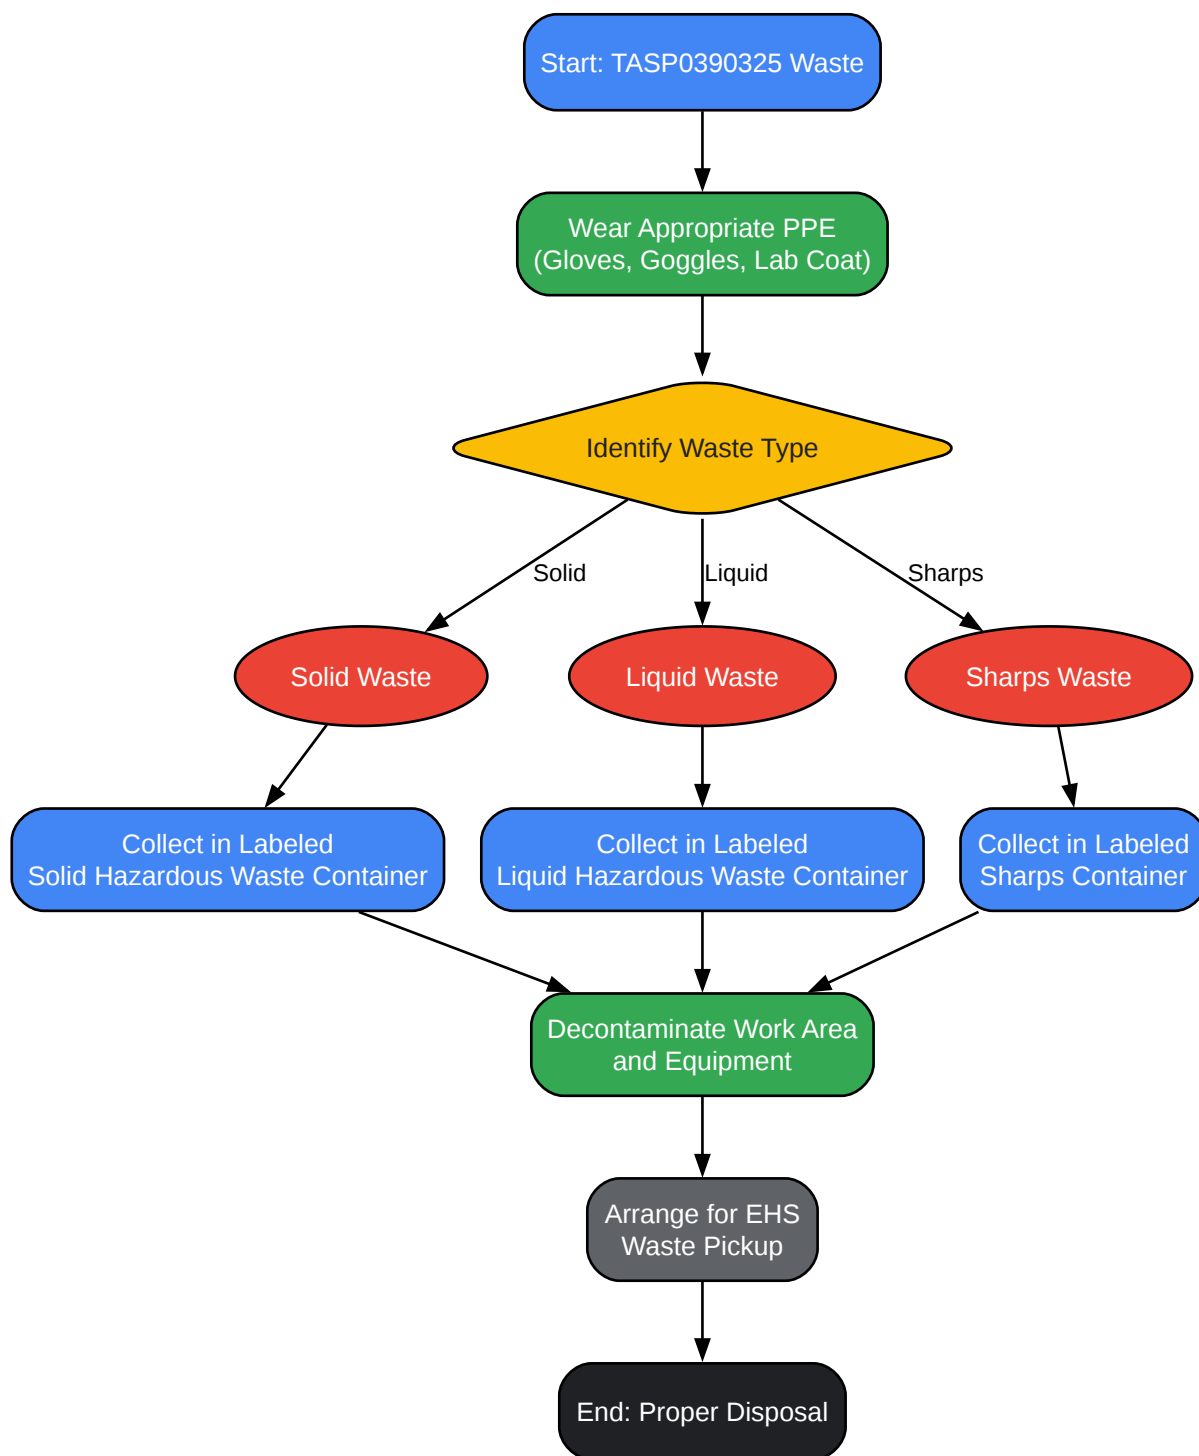 Start: TASP0390325 Waste
Wear Appropriate PPE
(Gloves, Goggles, Lab Coat)
Identify Waste Type
Solid
Liquid
Sharps
Solid Waste
Liquid Waste
Sharps Waste
Collect in Labeled
Solid Hazardous Waste Container
Collect in Labeled
Liquid Hazardous Waste Container
Collect in Labeled
Sharps Container
Decontaminate Work Area
and Equipment
Arrange for EHS
Waste Pickup
End: Proper Disposal